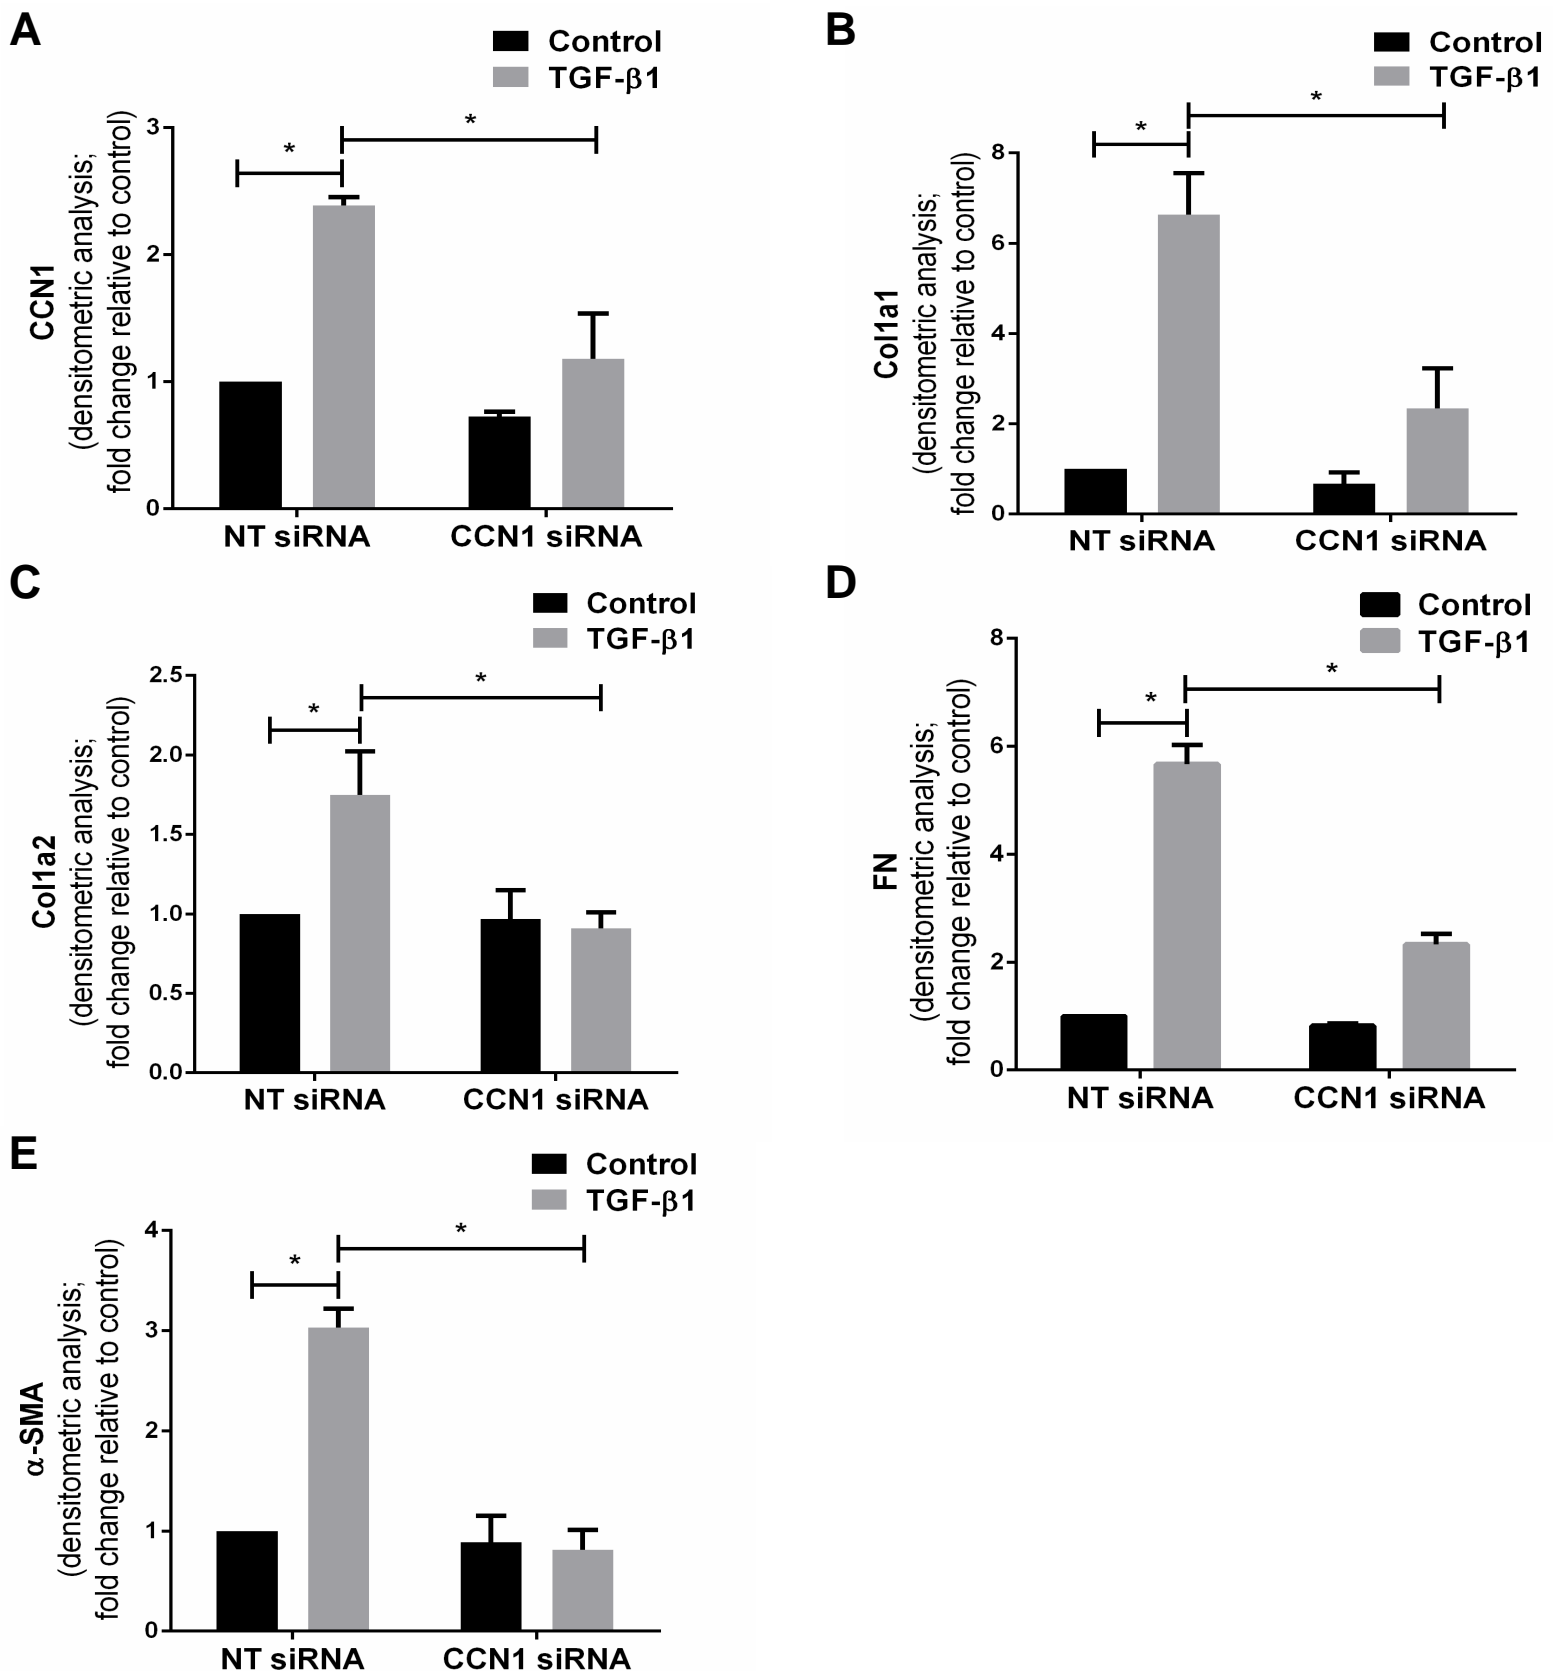 A
Control
TGF-β1
CCN1
(densitometric analysis;
fold change relative to control)
3
2
1
0
*
*
NT siRNA
CCN1 siRNA
B
Control
TGF-β1
Col1a1
(densitometric analysis;
fold change relative to control)
8
6
4
2
0
*
*
NT siRNA
CCN1 siRNA
C
Control
TGF-β1
Col1a2
(densitometric analysis;
fold change relative to control)
2.5
2.0
1.5
1.0
0.5
0.0
*
*
NT siRNA
CCN1 siRNA
D
Control
TGF-β1
FN
(densitometric analysis;
fold change relative to control)
8
6
4
2
0
*
*
NT siRNA
CCN1 siRNA
E
Control
TGF-β1
α-SMA
(densitometric analysis;
fold change relative to control)
4
3
2
1
0
*
*
NT siRNA
CCN1 siRNA